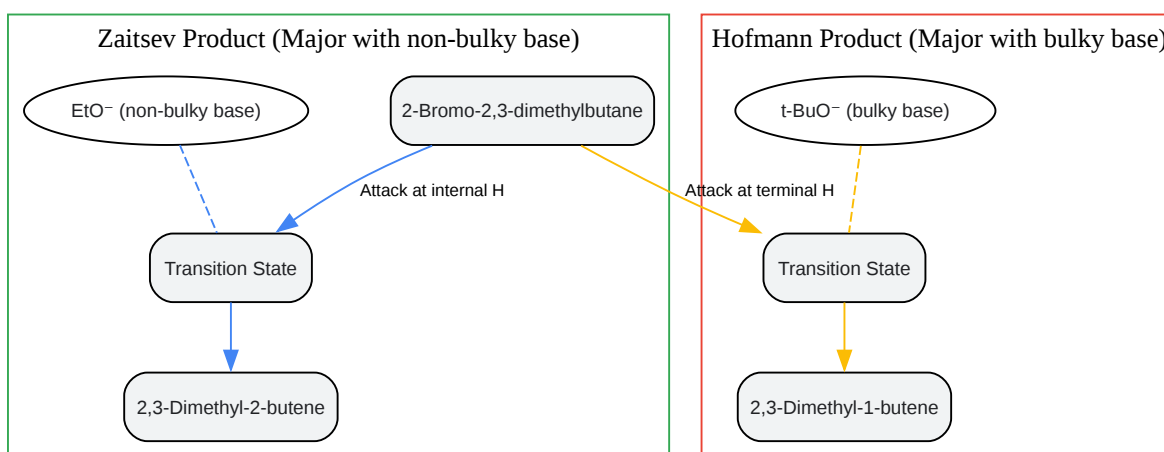 Zaitsev Product (Major with non-bulky base)
Hofmann Product (Major with bulky base)
EtO⁻ (non-bulky base)
2-Bromo-2,3-dimethylbutane
t-BuO⁻ (bulky base)
Attack at internal H
Attack at terminal H
Transition State
Transition State
2,3-Dimethyl-2-butene
2,3-Dimethyl-1-butene